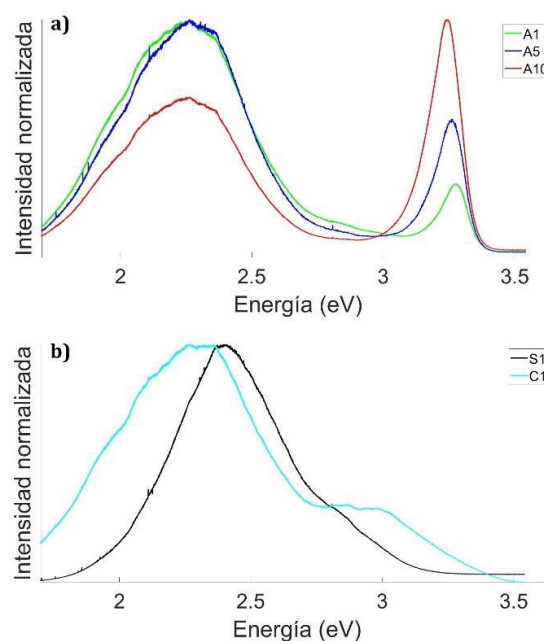 a)
A1
A5
A10
Intensidad normalizada
2
2.5
3
3.5
Energía (eV)
b)
S1
C1
Intensidad normalizada
2
2.5
3
3.5
Energía (eV)